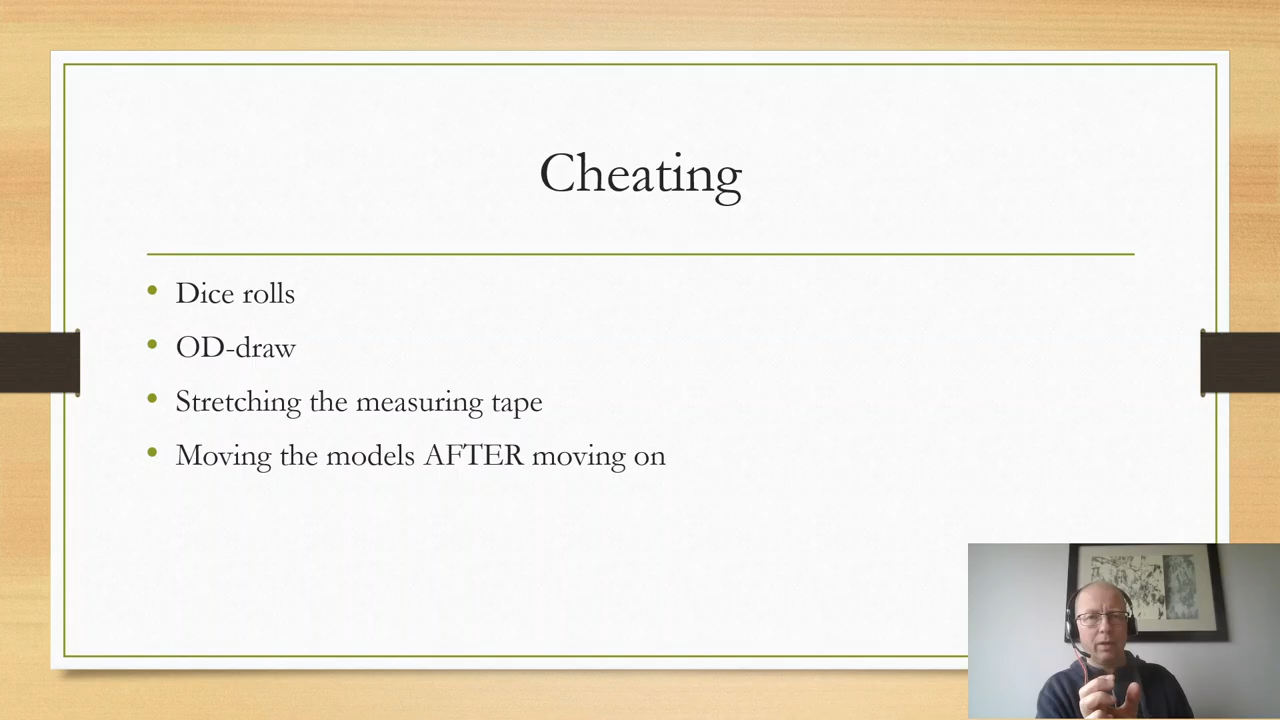 Cheating
Dice rolls
OD-draw
Stretching the measuring tape
Moving the models AFTER moving on